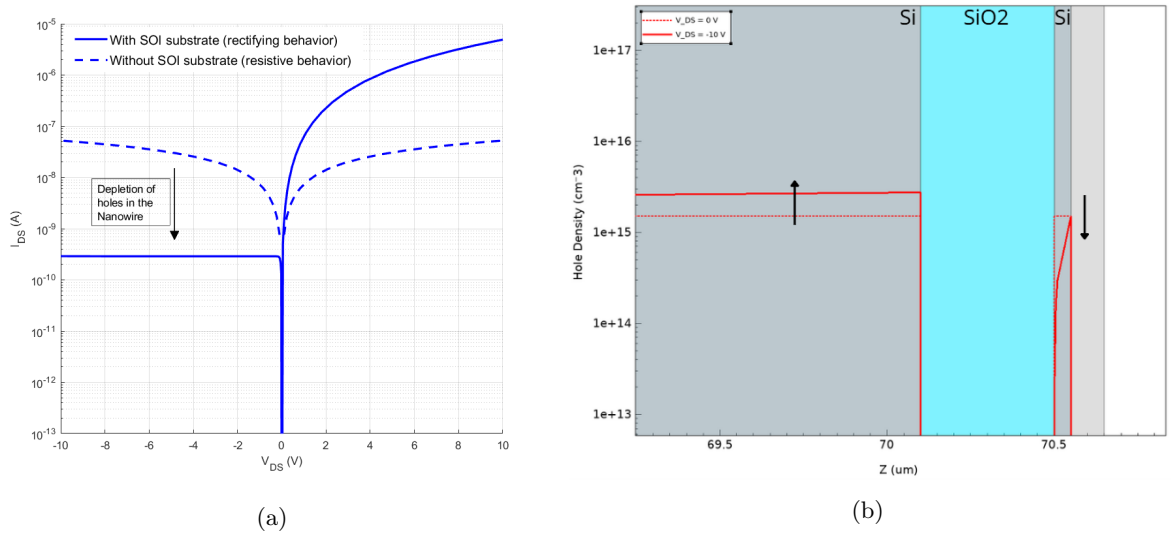 With SOI substrate (rectifying behavior)
Without SOI substrate (resistive behavior)
Depletion of
holes in the
Nanowire
I_DS (A)
10^-5
10^-6
10^-7
10^-8
10^-9
10^-10
10^-11
10^-12
10^-13
-10 -8 -6 -4 -2 0 2 4 6 8 10
V_DS (V)
(a)
V_DS = 0 V
V_DS = -10 V
Si SiO2 Si
Hole Density (cm^-3)
1e+17
1e+16
1e+15
1e+14
1e+13
69.5 70 70.5
Z (um)
(b)